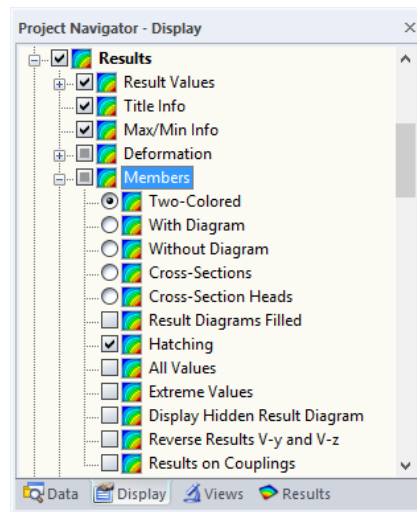 Project Navigator - Display
Results
Result Values
Title Info
Max/Min Info
Deformation
Members
Two-Colored
With Diagram
Without Diagram
Cross-Sections
Cross-Section Heads
Result Diagrams Filled
Hatching
All Values
Extreme Values
Display Hidden Result Diagram
Reverse Results V-y and V-z
Results on Couplings
Data Display Views Results